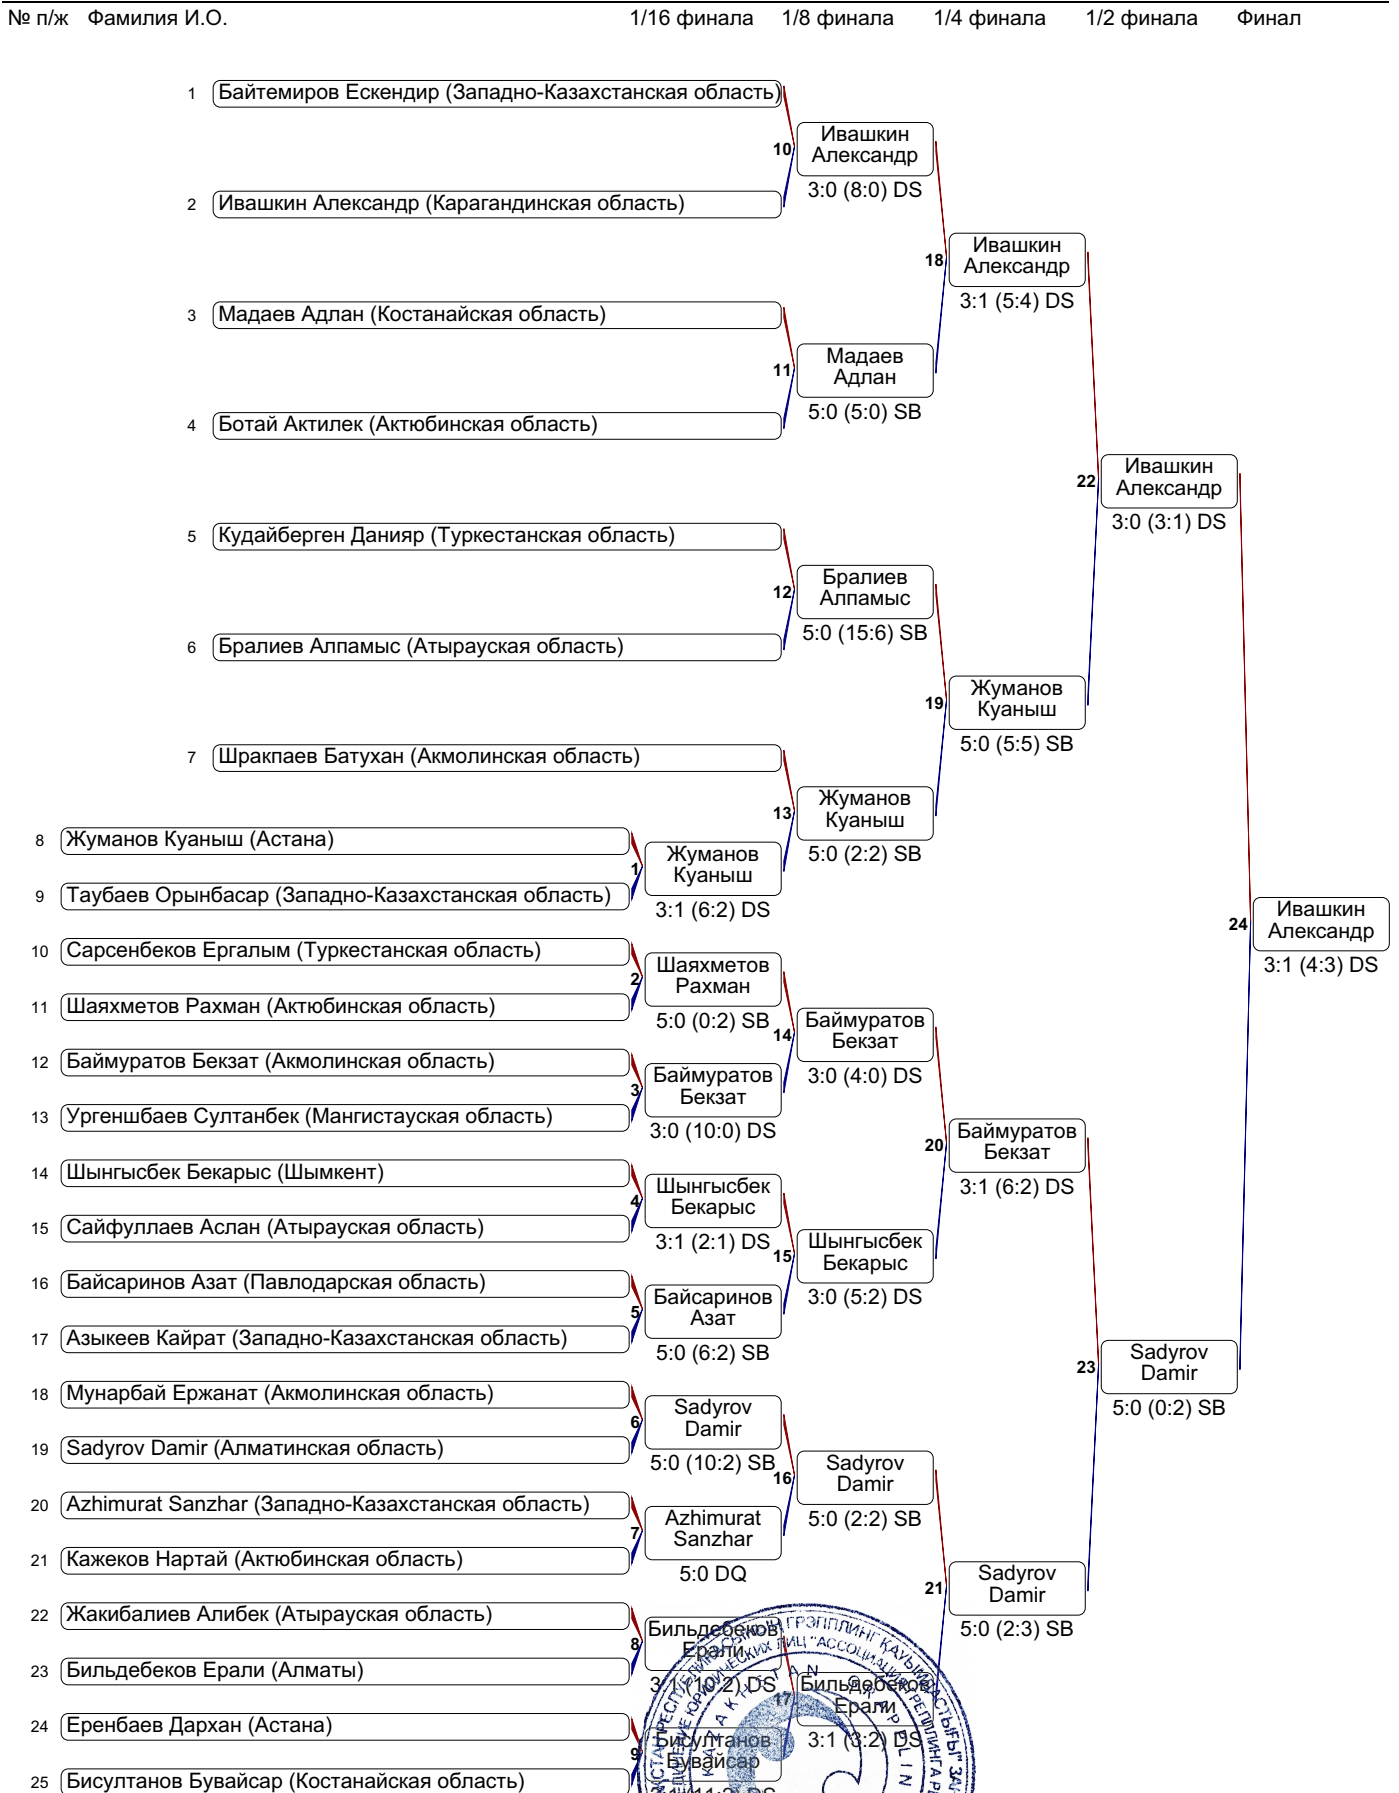 № п/ж Фамилия И.О. 1/16 финала 1/8 финала 1/4 финала 1/2 финала Финал
1 Байтемиров Ескендир (Западно-Казахстанская область)
10 Ивашкин Александр
3:0 (8:0) DS
2 Ивашкин Александр (Карагандинская область)
18 Ивашкин Александр
3:1 (5:4) DS
3 Мадаев Адлан (Костанайская область)
11 Мадаев Адлан
5:0 (5:0) SB
4 Ботай Актилек (Актюбинская область)
22 Ивашкин Александр
3:0 (3:1) DS
5 Кудайберген Данияр (Туркестанская область)
12 Бралиев Алпамыс
5:0 (15:6) SB
6 Бралиев Алпамыс (Атырауская область)
19 Жуманов Куаныш
5:0 (5:5) SB
7 Шракпаев Батухан (Акмолинская область)
13 Жуманов Куаныш
5:0 (2:2) SB
8 Жуманов Куаныш (Астана)
1 Жуманов Куаныш
3:1 (6:2) DS
9 Таубаев Орынбасар (Западно-Казахстанская область)
24 Ивашкин Александр
3:1 (4:3) DS
10 Сарсенбеков Ергалым (Туркестанская область)
2 Шаяхметов Рахман
5:0 (0:2) SB
11 Шаяхметов Рахман (Актюбинская область)
14 Баймуратов Бекзат
3:0 (4:0) DS
12 Баймуратов Бекзат (Акмолинская область)
3 Баймуратов Бекзат
3:0 (10:0) DS
13 Ургеншбаев Султанбек (Мангистауская область)
20 Баймуратов Бекзат
3:1 (6:2) DS
14 Шынгысбек Бекарыс (Шымкент)
4 Шынгысбек Бекарыс
3:1 (2:1) DS
15 Сайфуллаев Аслан (Атырауская область)
15 Шынгысбек Бекарыс
3:0 (5:2) DS
16 Байсаринов Азат (Павлодарская область)
5 Байсаринов Азат
5:0 (6:2) SB
17 Азыкеев Кайрат (Западно-Казахстанская область)
23 Sadyrov Damir
5:0 (0:2) SB
18 Мунарбай Ержанат (Акмолинская область)
6 Sadyrov Damir
5:0 (10:2) SB
19 Sadyrov Damir (Алматинская область)
16 Sadyrov Damir
5:0 (2:2) SB
20 Azhimurat Sanzhar (Западно-Казахстанская область)
7 Azhimurat Sanzhar
5:0 DQ
21 Кажеков Нартай (Актюбинская область)
21 Sadyrov Damir
5:0 (2:3) SB
22 Жакибалиев Алибек (Атырауская область)
8 Бильдебеков Ерали
3:1 (10:2) DS
23 Бильдебеков Ерали (Алматы)
17 Бильдебеков Ерали
3:1 (3:2) DS
24 Еренбаев Дархан (Астана)
9 Бисултанов Бувайсар
25 Бисултанов Бувайсар (Костанайская область)